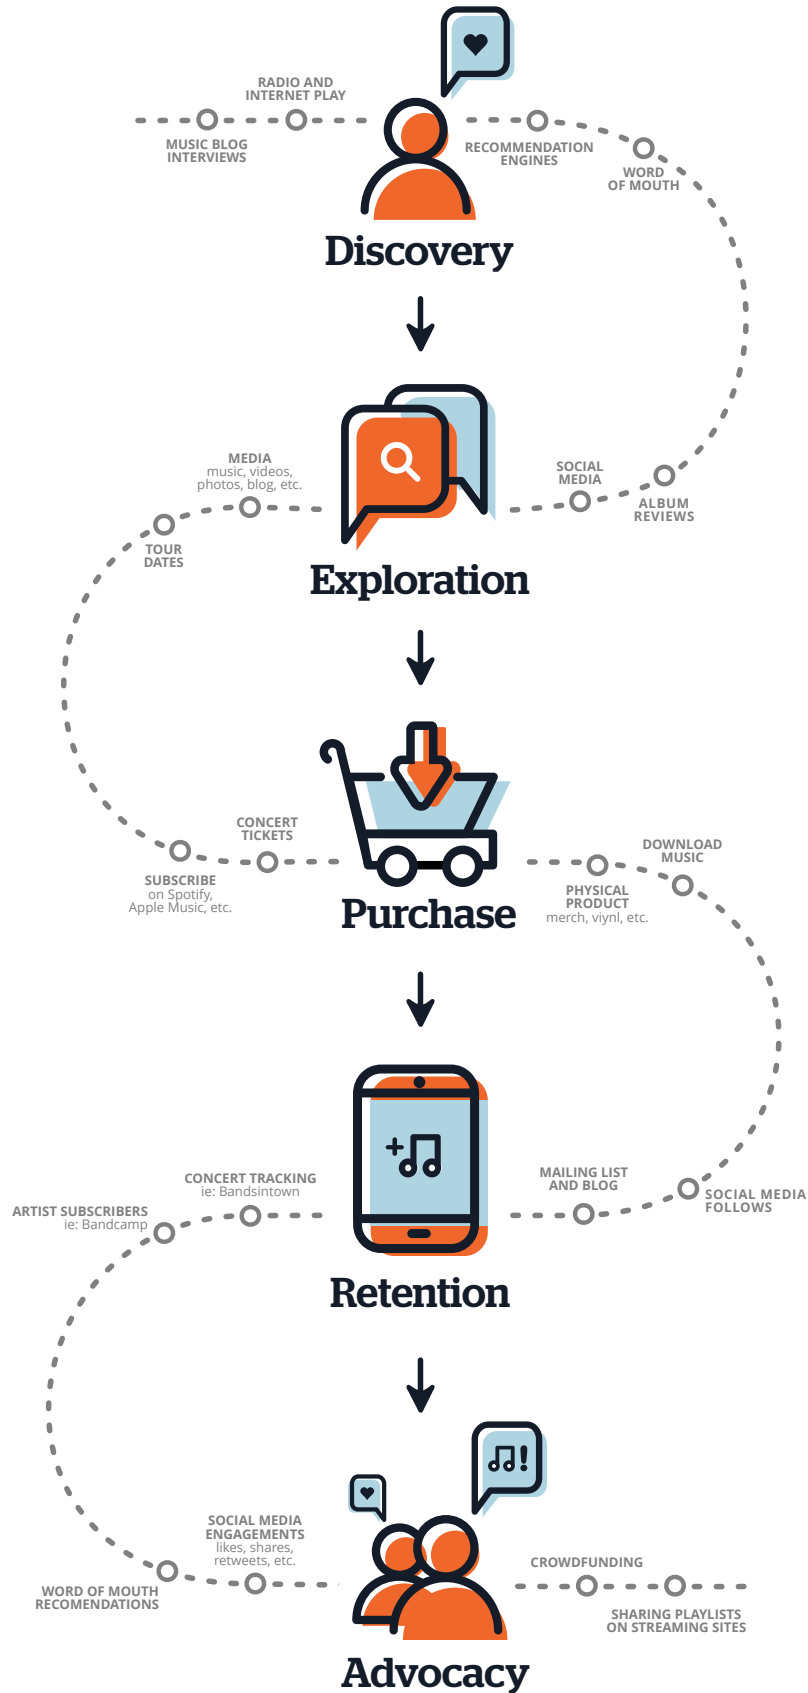 RADIO AND
INTERNET PLAY
MUSIC BLOG
INTERVIEWS
RECOMMENDATION
ENGINES
WORD
OF MOUTH
Discovery
MEDIA
music, videos,
photos, blog, etc.
TOUR
DATES
SOCIAL
MEDIA
ALBUM
REVIEWS
Exploration
CONCERT
TICKETS
SUBSCRIBE
on Spotify,
Apple Music, etc.
DOWNLOAD
MUSIC
PHYSICAL
PRODUCT
merch, viynl, etc.
Purchase
CONCERT TRACKING
ie: Bandsintown
ARTIST SUBSCRIBERS
ie: Bandcamp
MAILING LIST
AND BLOG
SOCIAL MEDIA
FOLLOWS
Retention
SOCIAL MEDIA
ENGAGEMENTS
likes, shares,
retweets, etc.
WORD OF MOUTH
RECOMENDATIONS
CROWDFUNDING
SHARING PLAYLISTS
ON STREAMING SITES
Advocacy